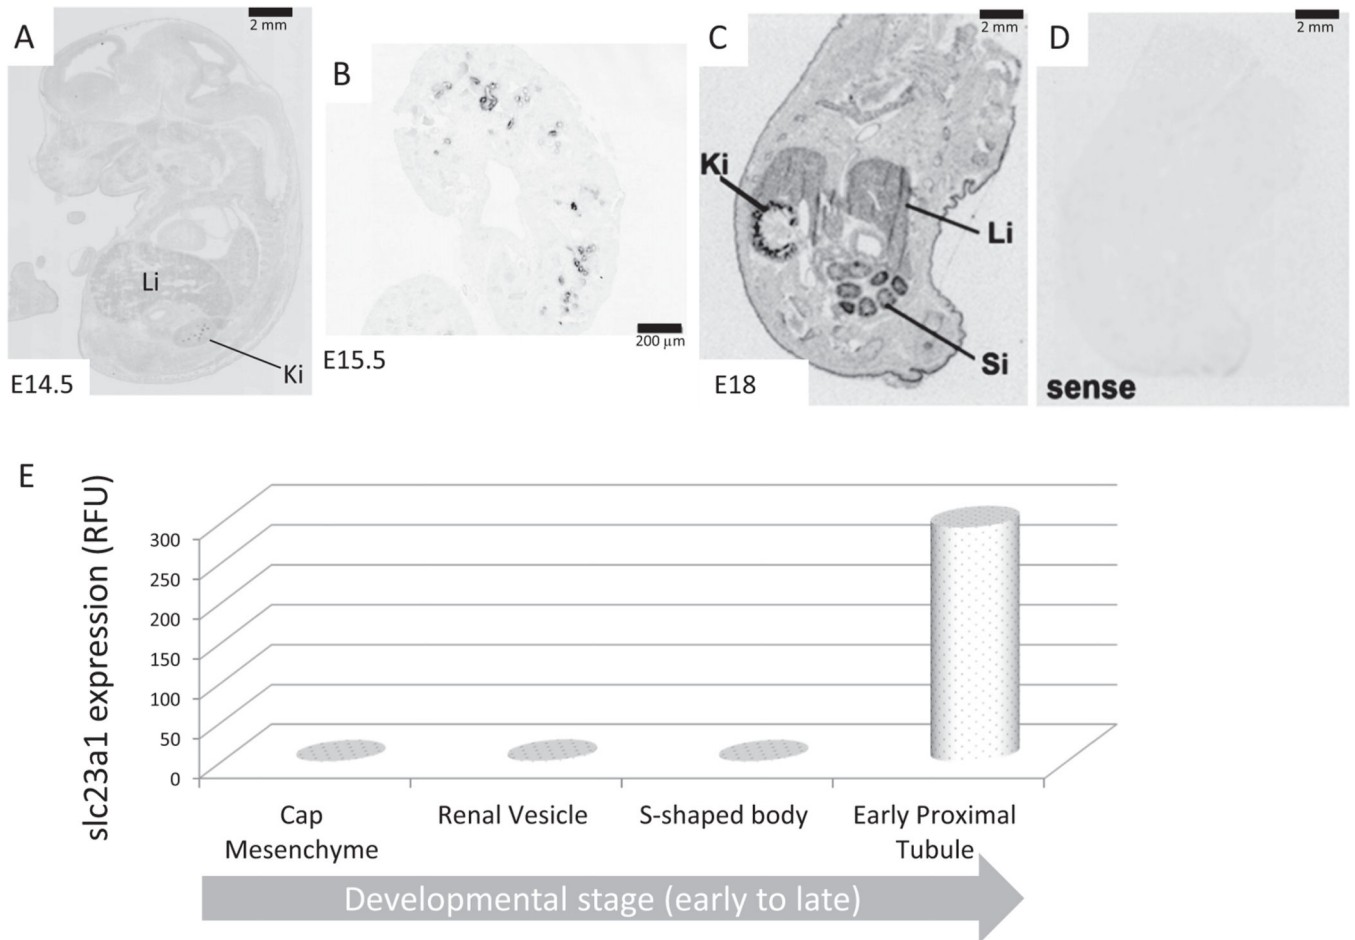 A
2 mm
Li
Ki
E14.5
B
200 μm
E15.5
C
2 mm
Ki
Li
Si
E18
D
2 mm
sense
E
slc23a1 expression (RFU)
300
250
200
150
100
50
0
Cap
Mesenchyme
Renal Vesicle
S-shaped body
Early Proximal
Tubule
Developmental stage (early to late)